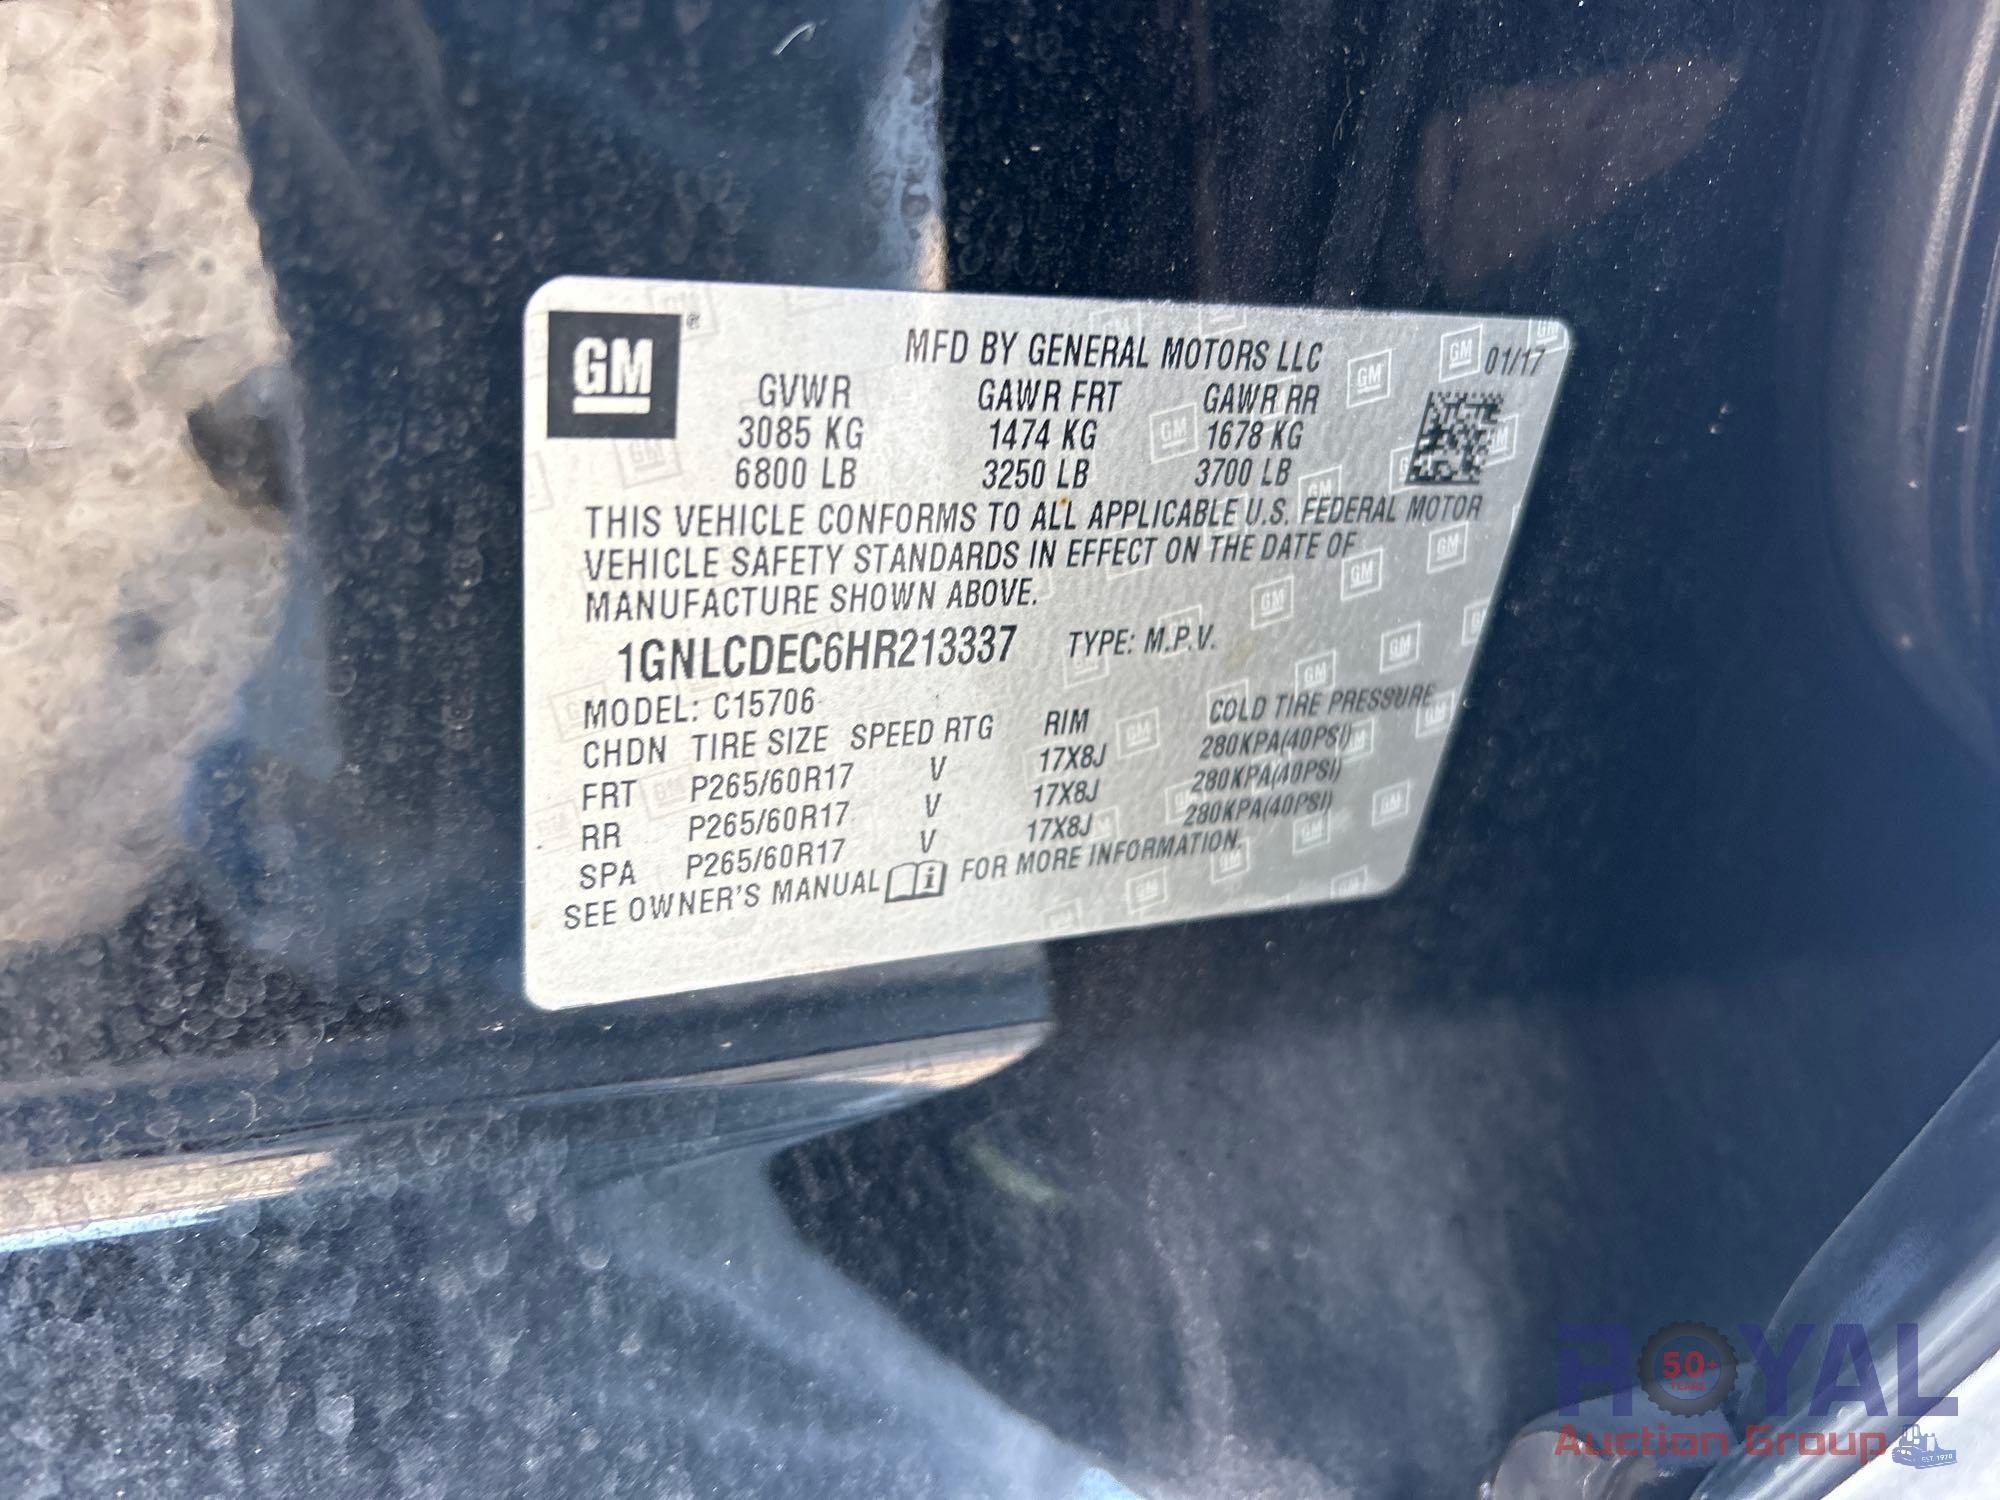 GM
MFD BY GENERAL MOTORS LLC 01/17
GVWR GAWR FRT GAWR RR
3085 KG 1474 KG 1678 KG
6800 LB 3250 LB 3700 LB
THIS VEHICLE CONFORMS TO ALL APPLICABLE U.S. FEDERAL MOTOR
VEHICLE SAFETY STANDARDS IN EFFECT ON THE DATE OF
MANUFACTURE SHOWN ABOVE.
1GNLCDEC6HR213337 TYPE: M.P.V.
MODEL: C15706
CHDN TIRE SIZE SPEED RTG RIM COLD TIRE PRESSURE
FRT P265/60R17 V 17X8J 280KPA(40PSI)
RR P265/60R17 V 17X8J 280KPA(40PSI)
SPA P265/60R17 V 17X8J 280KPA(40PSI)
SEE OWNER'S MANUAL FOR MORE INFORMATION.
ROYAL
50+
YEARS
Auction Group
EST. 1970